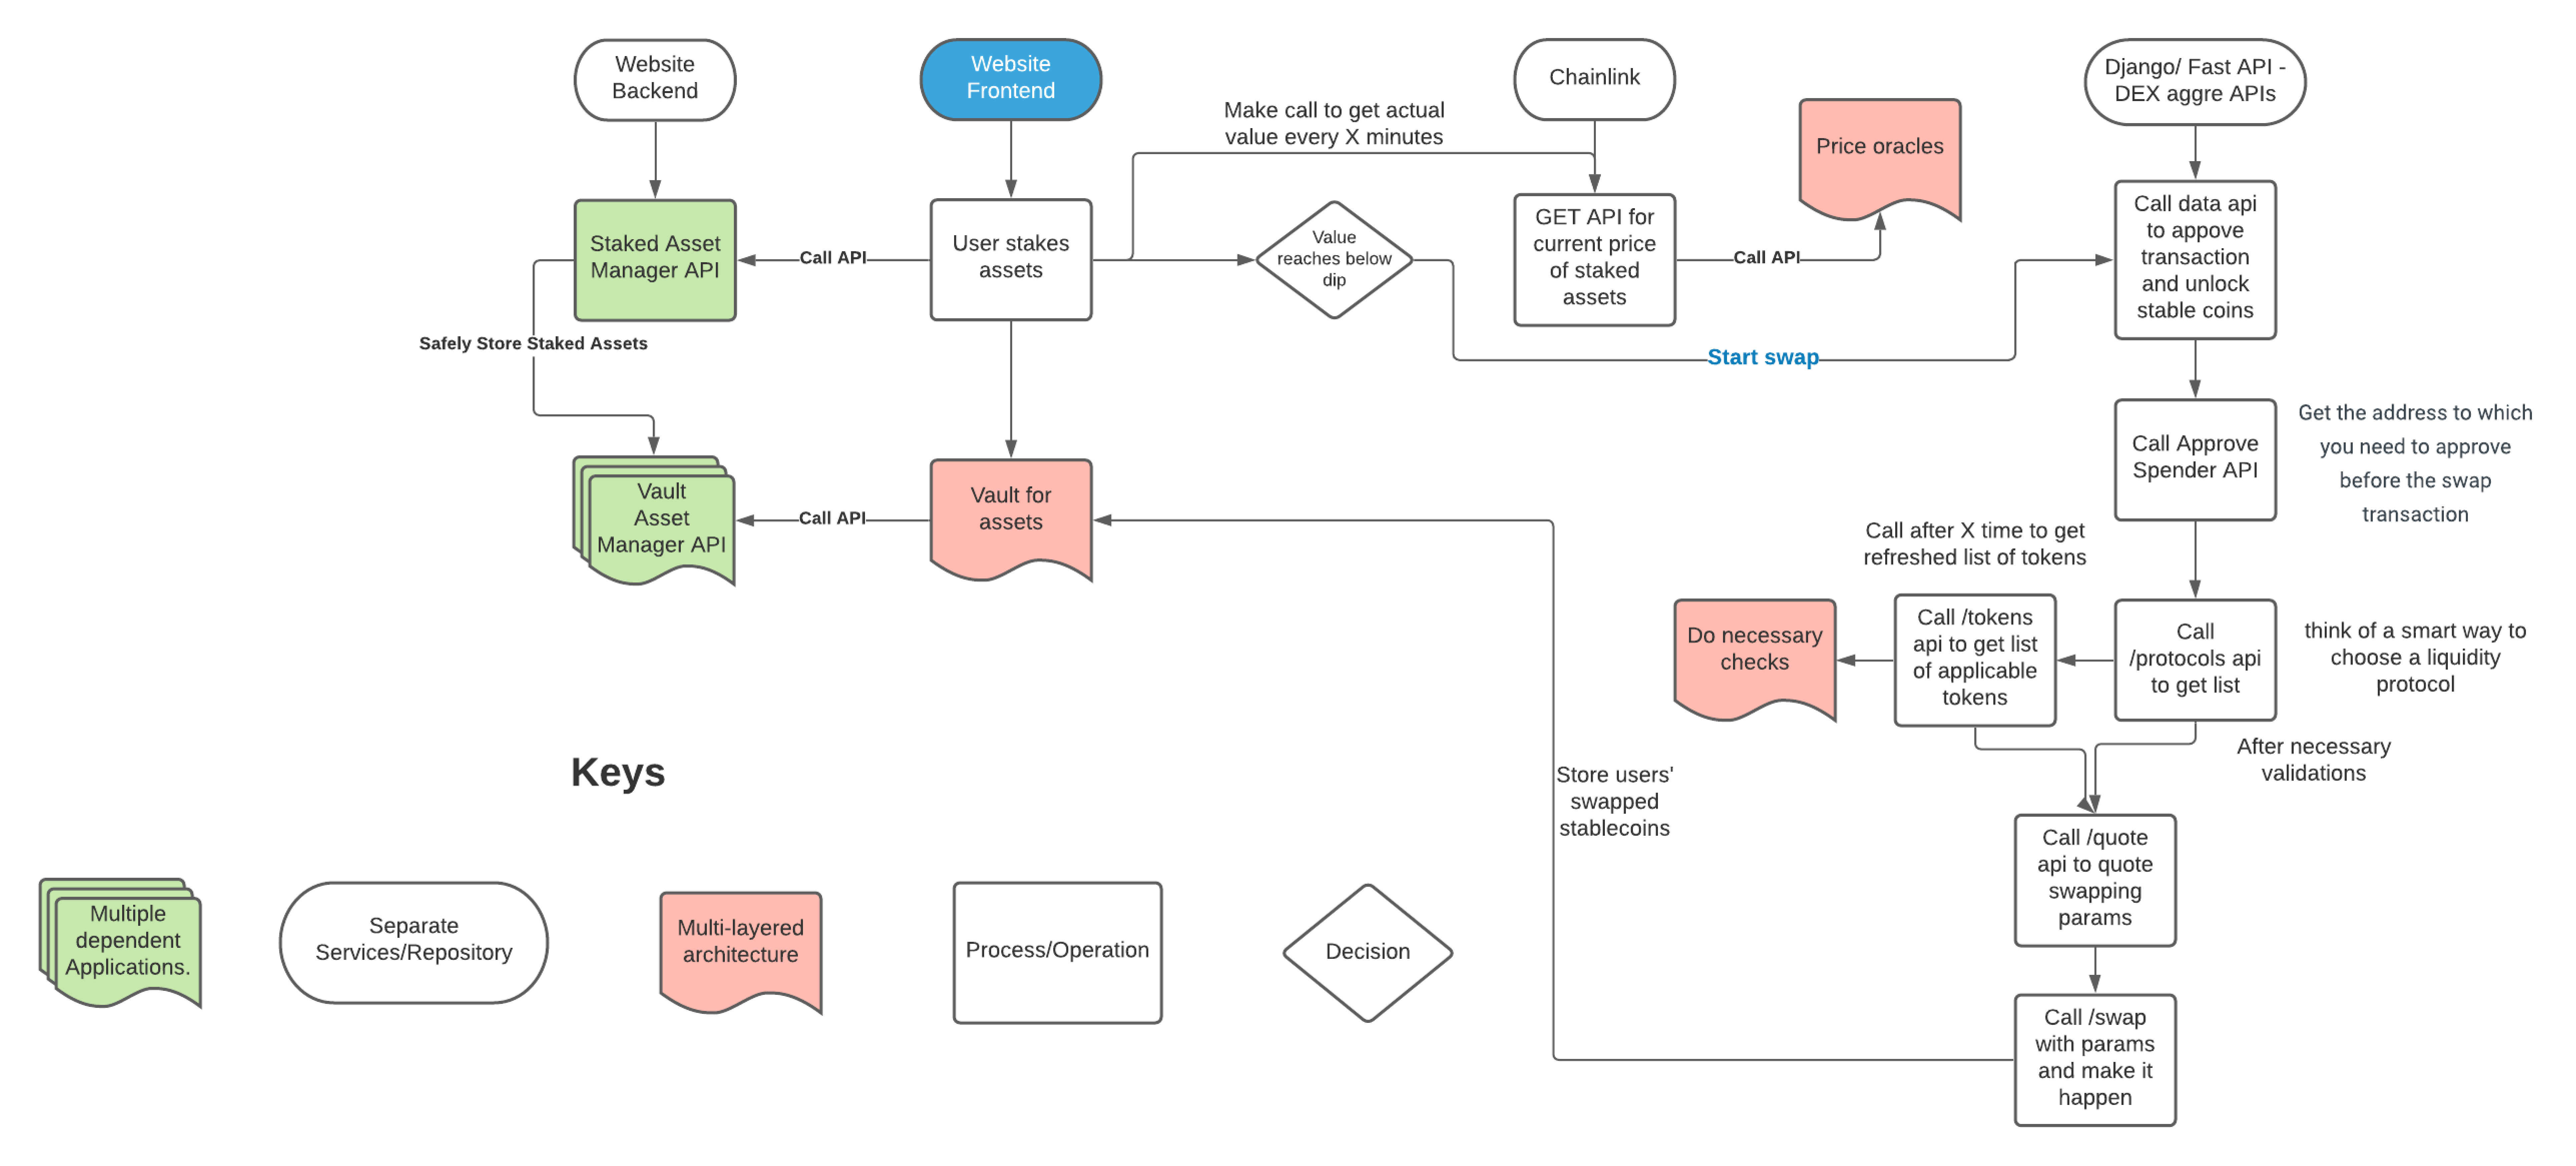 Website
Backend
Website
Frontend
Chainlink
Django/ Fast API -
DEX aggre APIs
Make call to get actual
value every X minutes
Price oracles
Staked Asset
Manager API
Call API
User stakes
assets
Value
reaches below
dip
GET API for
current price
of staked
assets
Call API
Call data api
to appove
transaction
and unlock
stable coins
Safely Store Staked Assets
Start swap
Call Approve
Spender API
Get the address to which
you need to approve
before the swap
transaction
Vault
Asset
Manager API
Call API
Vault for
assets
Call after X time to get
refreshed list of tokens
Do necessary
checks
Call /tokens
api to get list
of applicable
tokens
Call
/protocols api
to get list
think of a smart way to
choose a liquidity
protocol
After necessary
validations
Keys
Store users'
swapped
stablecoins
Call /quote
api to quote
swapping
params
Multiple
dependent
Applications.
Separate
Services/Repository
Multi-layered
architecture
Process/Operation
Decision
Call /swap
with params
and make it
happen